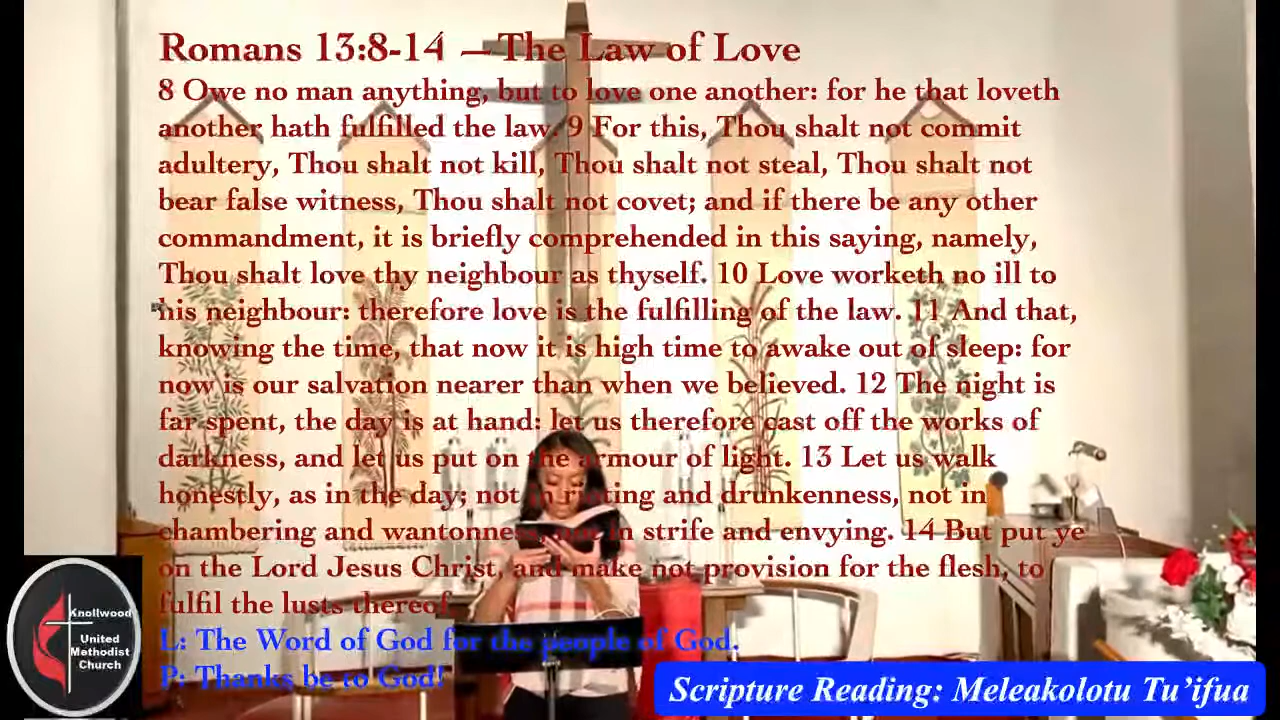 Romans 13:8-14 —The Law of Love
8 Owe no man anything, but to love one another: for he that loveth
another hath fulfilled the law. 9 For this, Thou shalt not commit
adultery, Thou shalt not kill, Thou shalt not steal, Thou shalt not
bear false witness, Thou shalt not covet; and if there be any other
commandment, it is briefly comprehended in this saying, namely,
Thou shalt love thy neighbour as thyself. 10 Love worketh no ill to
his neighbour: therefore love is the fulfilling of the law. 11 And that,
knowing the time, that now it is high time to awake out of sleep: for
now is our salvation nearer than when we believed. 12 The night is
far spent, the day is at hand: let us therefore cast off the works of
darkness, and let us put on the armour of light. 13 Let us walk
honestly, as in the day; not in rioting and drunkenness, not in
chambering and wantonness, not in strife and envying. 14 But put ye
on the Lord Jesus Christ, and make not provision for the flesh, to
fulfil the lusts thereof.
L: The Word of God for the people of God.
P: Thanks be to God!
Knollwood
United
Methodist
Church
Scripture Reading: Meleakolotu Tu’ifua